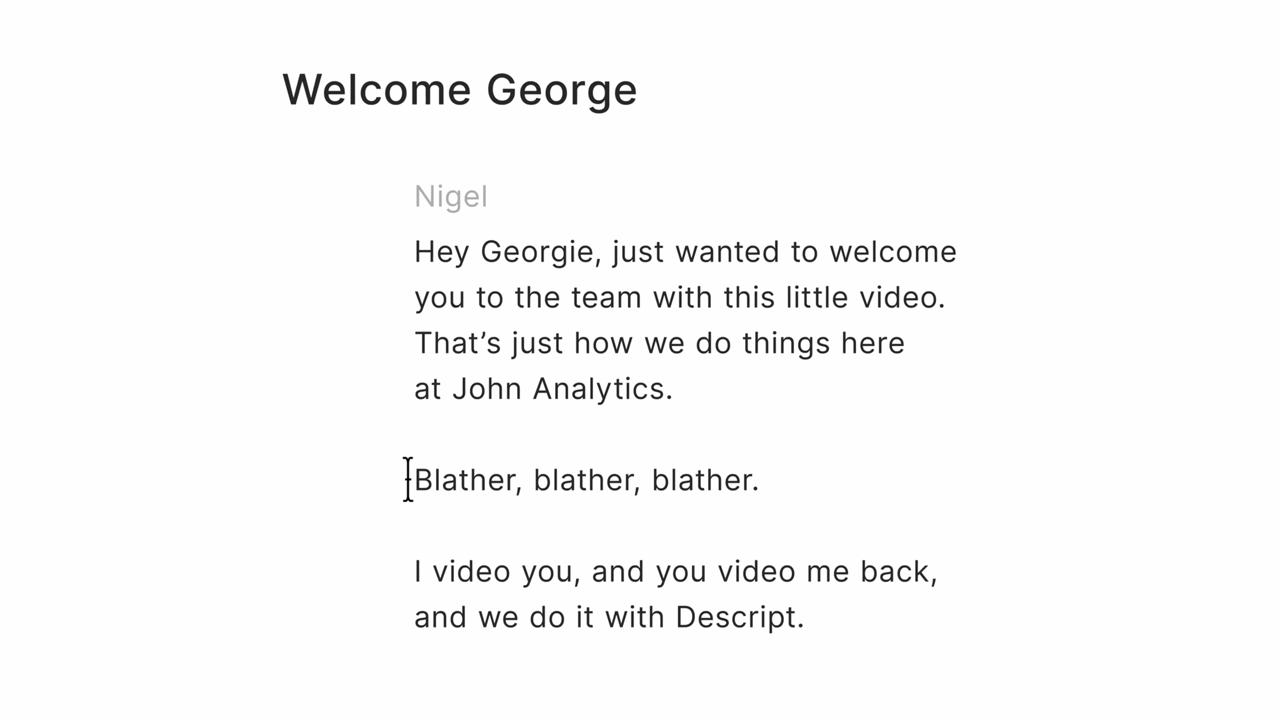 Welcome George
Nigel
Hey Georgie, just wanted to welcome
you to the team with this little video.
That’s just how we do things here
at John Analytics.
Blather, blather, blather.
I video you, and you video me back,
and we do it with Descript.